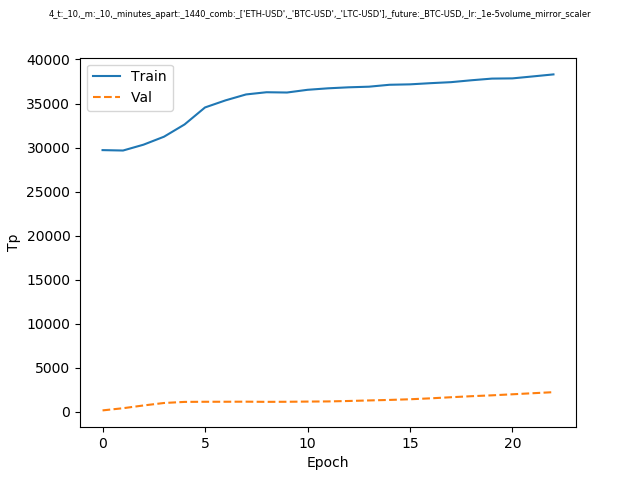 4_t:_10,_m:_10,_minutes_apart:_1440_comb:_['ETH-USD',_'BTC-USD',_'LTC-USD'],_future:_BTC-USD,_lr:_1e-5volume_mirror_scaler
Train
Val
40000
35000
30000
25000
20000
15000
10000
5000
0
Tp
0 5 10 15 20
Epoch